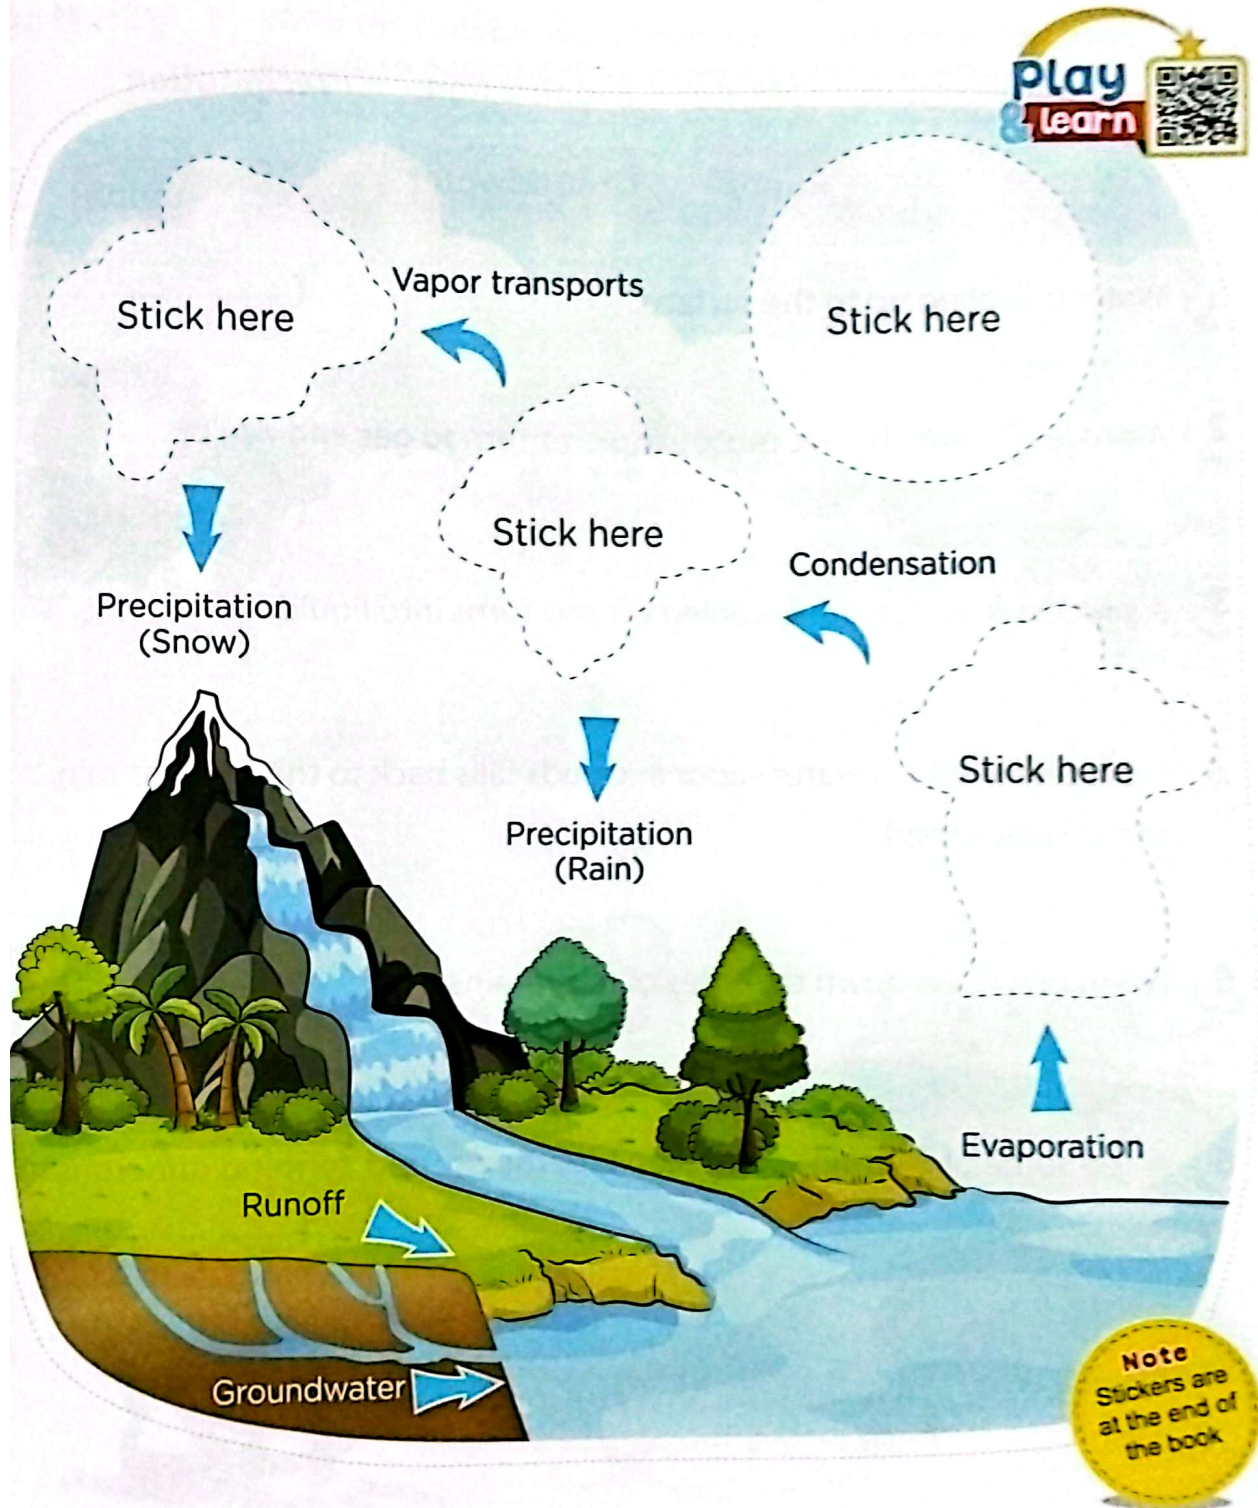 Play
& learn
Vapor transports
Stick here
Stick here
Stick here
Condensation
Precipitation
(Snow)
Stick here
Precipitation
(Rain)
Evaporation
Runoff
Groundwater
Note
Stickers are
at the end of
the book